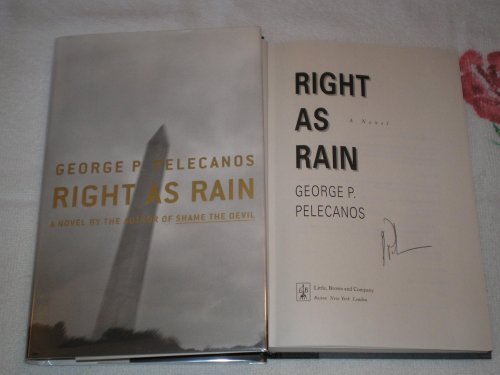 GEORGE P. PELECANOS
RIGHT AS RAIN
A NOVEL BY THE AUTHOR OF SHAME THE DEVIL
RIGHT
AS
RAIN
A Novel
GEORGE P.
PELECANOS
Little, Brown and Company
Boston New York London